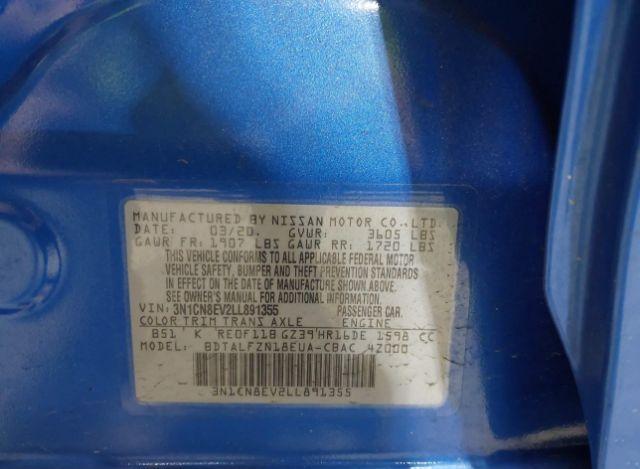 MANUFACTURED BY NISSAN MOTOR CO.,LTD.
DATE: 03/20. GVWR: 3605 LBS
GAWR FR: 1907 LBS GAWR RR: 1720 LBS
THIS VEHICLE CONFORMS TO ALL APPLICABLE FEDERAL MOTOR
VEHICLE SAFETY, BUMPER AND THEFT PREVENTION STANDARDS
IN EFFECT ON THE DATE OF MANUFACTURE SHOWN ABOVE.
SEE OWNER'S MANUAL FOR ADDITIONAL INFORMATION
VIN: 3N1CN8EV2LL891355 PASSENGER CAR.
COLOR TRIM TRANS AXLE ENGINE
B51 K RE0F11B GZ39 HR16DE 1598 CC
MODEL: BDTALFZN18EUA-CBAC 42000
3N1CN8EV2LL891355